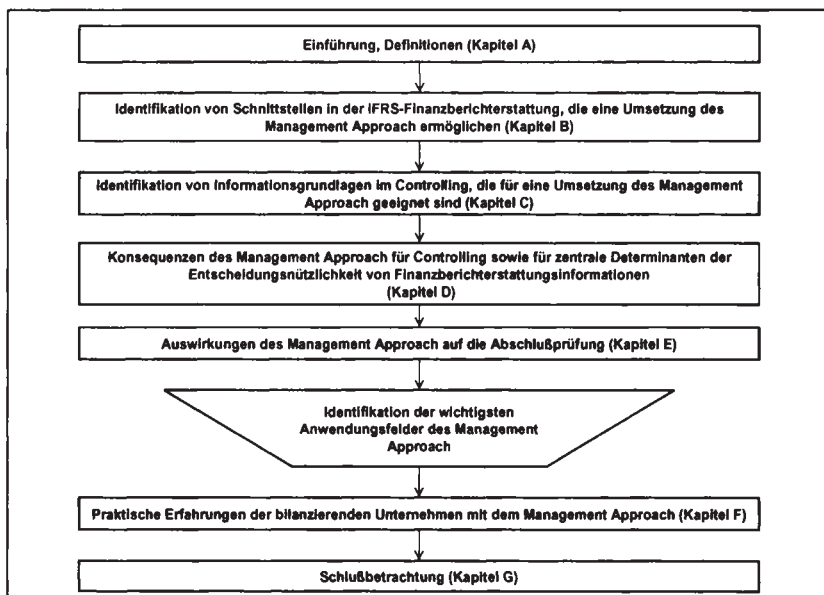 Einführung, Definitionen (Kapitel A)
Identifikation von Schnittstellen in der IFRS-Finanzberichterstattung, die eine Umsetzung des
Management Approach ermöglichen (Kapitel B)
Identifikation von Informationsgrundlagen im Controlling, die für eine Umsetzung des Management
Approach geeignet sind (Kapitel C)
Konsequenzen des Management Approach für Controlling sowie für zentrale Determinanten der
Entscheidungsnützlichkeit von Finanzberichterstattungsinformationen
(Kapitel D)
Auswirkungen des Management Approach auf die Abschlußprüfung (Kapitel E)
Identifikation der wichtigsten
Anwendungsfelder des Management
Approach
Praktische Erfahrungen der bilanzierenden Unternehmen mit dem Management Approach (Kapitel F)
Schlußbetrachtung (Kapitel G)